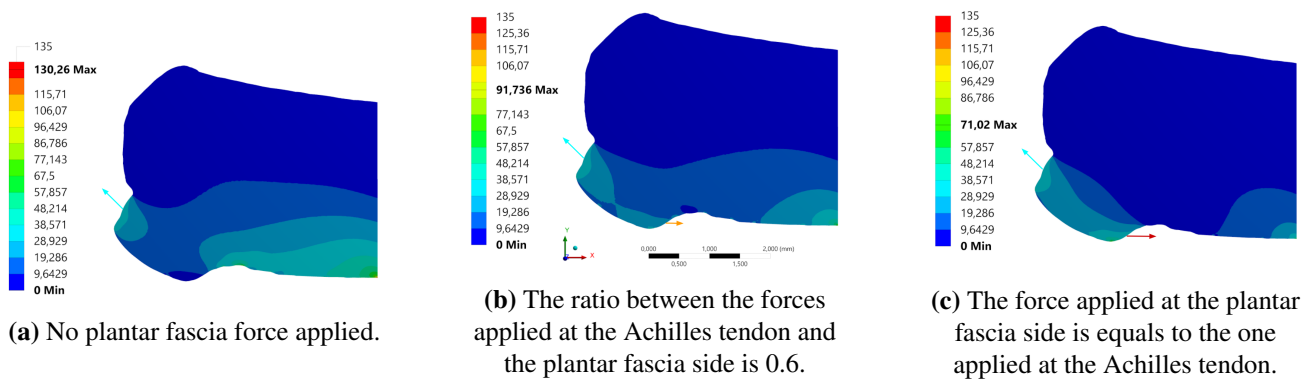 135
130,26 Max
115,71
106,07
96,429
86,786
77,143
67,5
57,857
48,214
38,571
28,929
19,286
9,6429
0 Min
(a) No plantar fascia force applied.
135
125,36
115,71
106,07
91,736 Max
77,143
67,5
57,857
48,214
38,571
28,929
19,286
9,6429
0 Min
Y
Z
X
0,000
1,000
2,000 (mm)
0,500
1,500
(b) The ratio between the forces
applied at the Achilles tendon and
the plantar fascia side is 0.6.
135
125,36
115,71
106,07
96,429
86,786
71,02 Max
57,857
48,214
38,571
28,929
19,286
9,6429
0 Min
(c) The force applied at the plantar
fascia side is equals to the one
applied at the Achilles tendon.